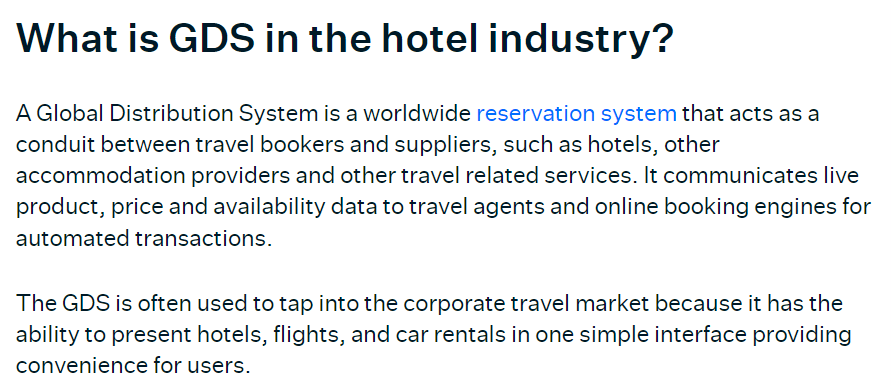 What is GDS in the hotel industry?
A Global Distribution System is a worldwide reservation system that acts as a
conduit between travel bookers and suppliers, such as hotels, other
accommodation providers and other travel related services. It communicates live
product, price and availability data to travel agents and online booking engines for
automated transactions.
The GDS is often used to tap into the corporate travel market because it has the
ability to present hotels, flights, and car rentals in one simple interface providing
convenience for users.